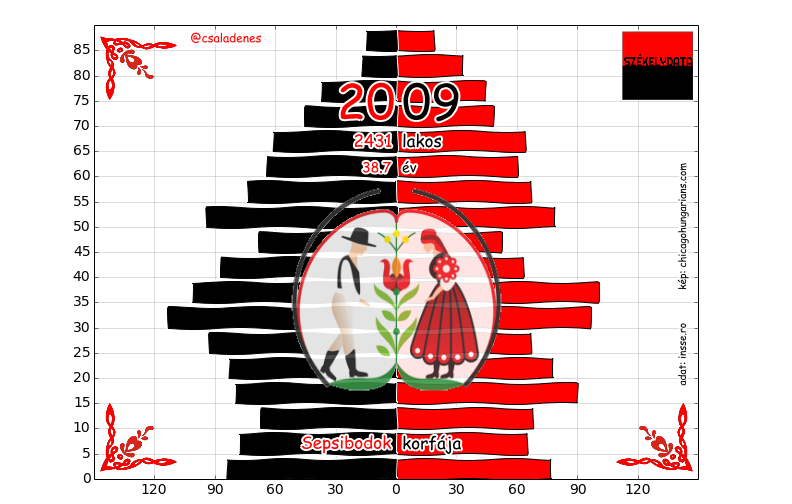 @csaladenes
SZÉKELYDATA
2009
2431 lakos
38.7 év
kép: chicagohungarians.com
adat: insse.ro
Sepsibodok korfája
85
80
75
70
65
60
55
50
45
40
35
30
25
20
15
10
5
0
120 90 60 30 0 30 60 90 120